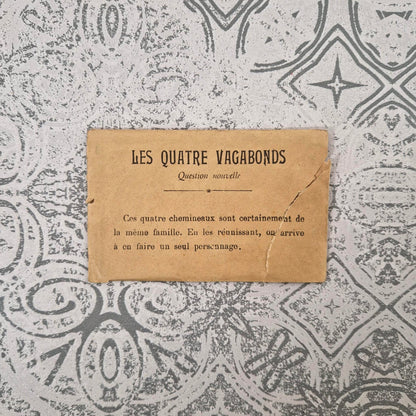 LES QUATRE VAGABONDS
Question nouvelle
Ces quatre chemineaux sont certainement de
la même famille. En les réunissant, on arrive
à en faire un seul personnage.